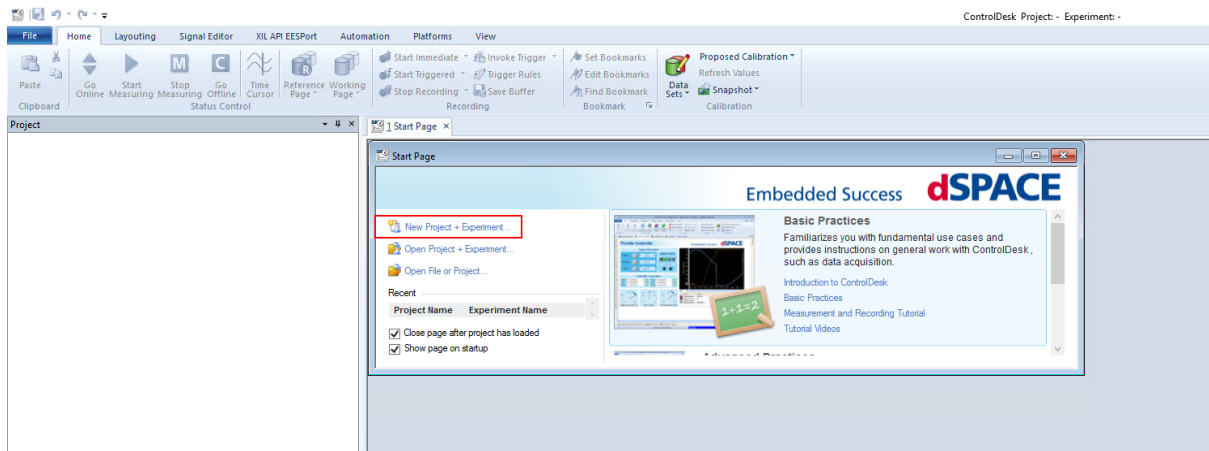 ControlDesk Project: - Experiment: -
File Home Layouting Signal Editor XIL API EESPort Automation Platforms View
Paste
Clipboard
Go Online
Start Measuring
Stop Measuring
Go Offline
Time Cursor
Reference Page
Working Page
Status Control
Start Immediate Invoke Trigger
Start Triggered Trigger Rules
Stop Recording Save Buffer
Recording
Set Bookmarks
Edit Bookmarks
Find Bookmark
Bookmark
Data Sets
Proposed Calibration
Refresh Values
Snapshot
Calibration
Project
1 Start Page
Start Page
Embedded Success dSPACE
New Project + Experiment...
Open Project + Experiment...
Open File or Project...
Recent
Project Name Experiment Name
Close page after project has loaded
Show page on startup
1+1=2
Basic Practices
Familiarizes you with fundamental use cases and
provides instructions on general work with ControlDesk ,
such as data acquisition.
Introduction to ControlDesk
Basic Practices
Measurement and Recording Tutorial
Tutorial Videos